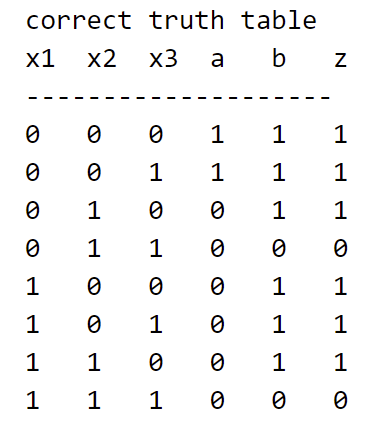 correct truth table
x1 x2 x3 a b z
--------------------
0 0 0 1 1 1
0 0 1 1 1 1
0 1 0 0 1 1
0 1 1 0 0 0
1 0 0 0 1 1
1 0 1 a 1 1
1 1 0 0 1 1
1 1 1 0 0 0